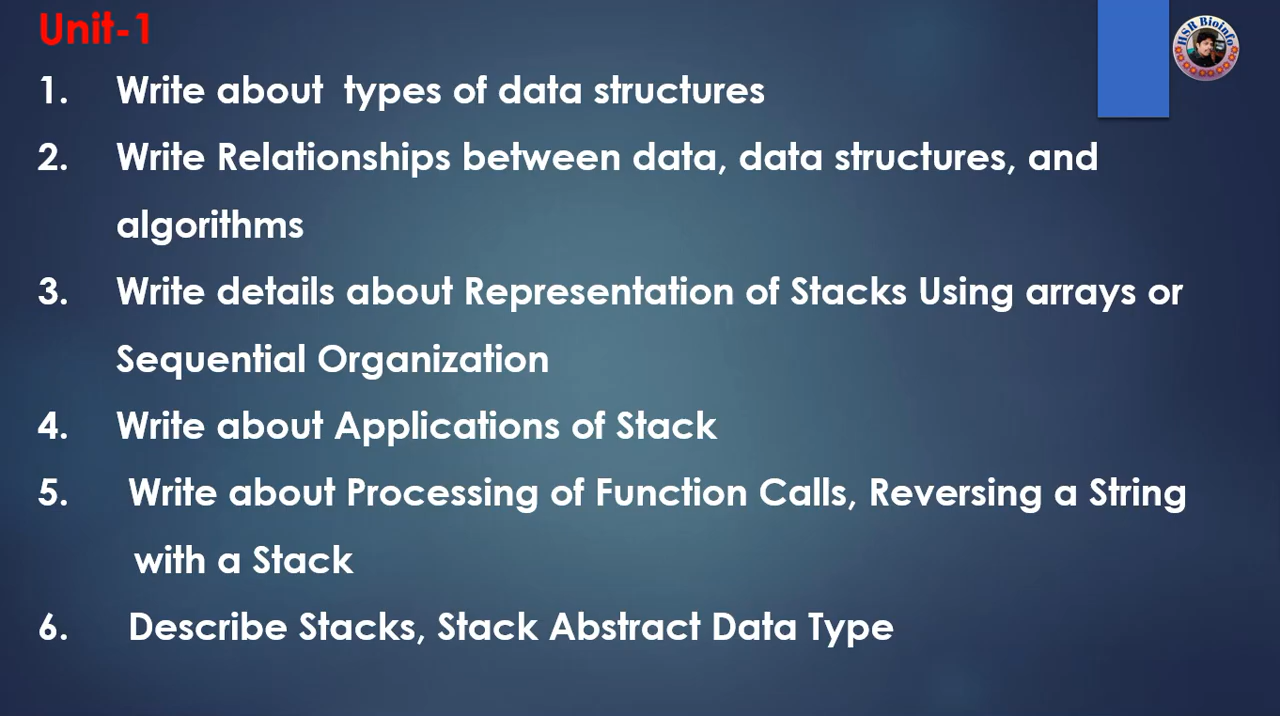 Unit-1
HSR Bioinfo
1. Write about types of data structures
2. Write Relationships between data, data structures, and
algorithms
3. Write details about Representation of Stacks Using arrays or
Sequential Organization
4. Write about Applications of Stack
5. Write about Processing of Function Calls, Reversing a String
with a Stack
6. Describe Stacks, Stack Abstract Data Type